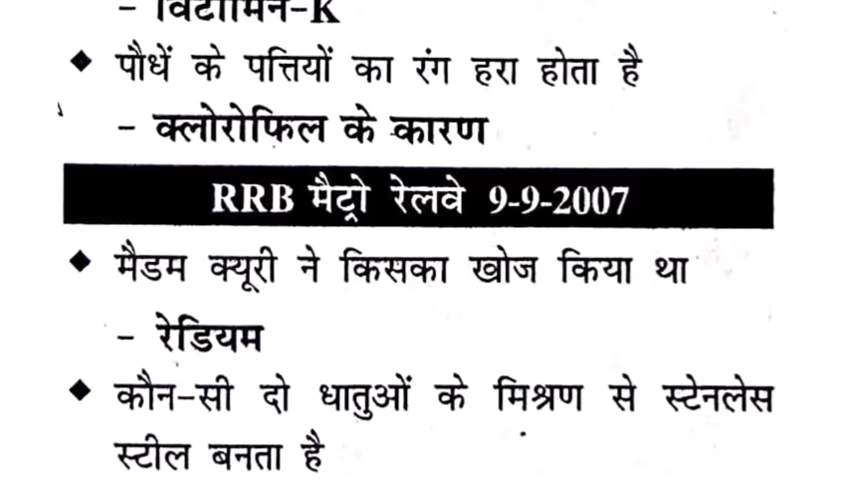 - विटामिन-K
◆ पौधें के पत्तियों का रंग हरा होता है
- क्लोरोफिल के कारण
RRB मैट्रो रेलवे 9-9-2007
◆ मैडम क्यूरी ने किसका खोज किया था
- रेडियम
◆ कौन-सी दो धातुओं के मिश्रण से स्टेनलेस
स्टील बनता है